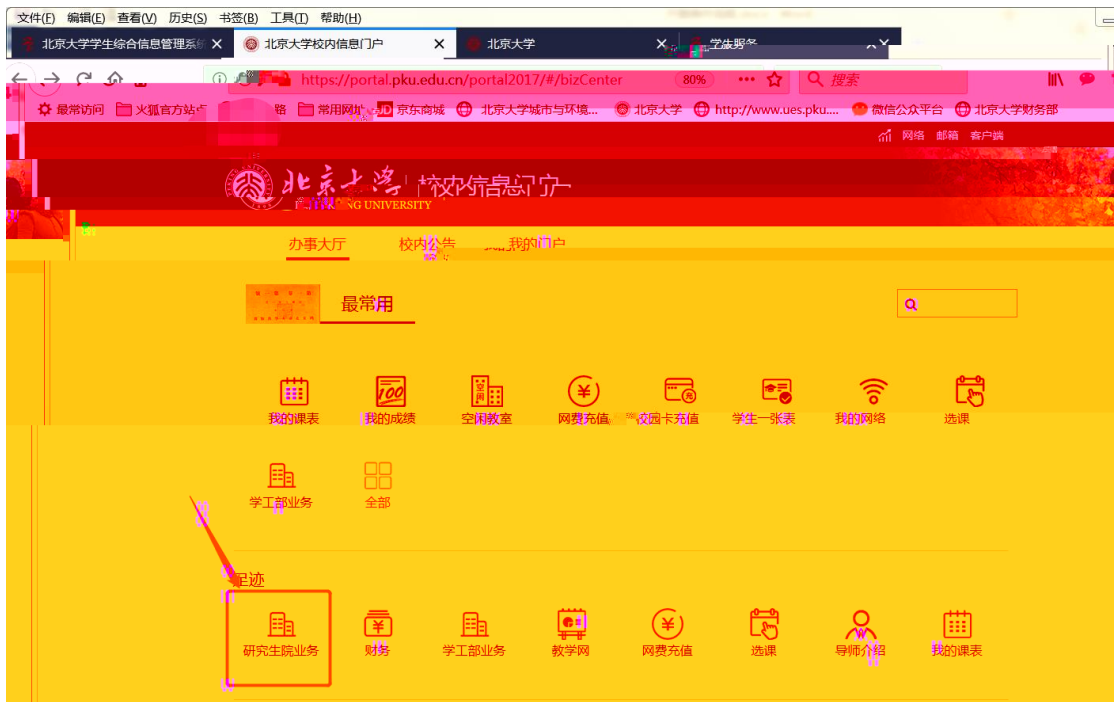 文件(F) 编辑(E) 查看(V) 历史(S) 书签(B) 工具(T) 帮助(H)
北京大学学生综合信息管理系统 北京大学校内信息门户 北京大学 学生服务
https://portal.pku.edu.cn/portal2017/#/bizCenter 80% 搜索
最常访问 火狐官方站点 常用网址 JD 京东商城 北京大学城市与环境... 北京大学 http://www.ues.pku.... 微信公众平台 北京大学财务部
网络 邮箱 客户端
北京大学 校内信息门户
NG UNIVERSITY
办事大厅 校内公告 我的门户
最常用
我的课表 我的成绩 空闲教室 网费充值 校园卡充值 学生一张表 我的网络 选课
学工部业务 全部
足迹
研究生院业务 财务 学工部业务 教学网 网费充值 选课 导师介绍 我的课表